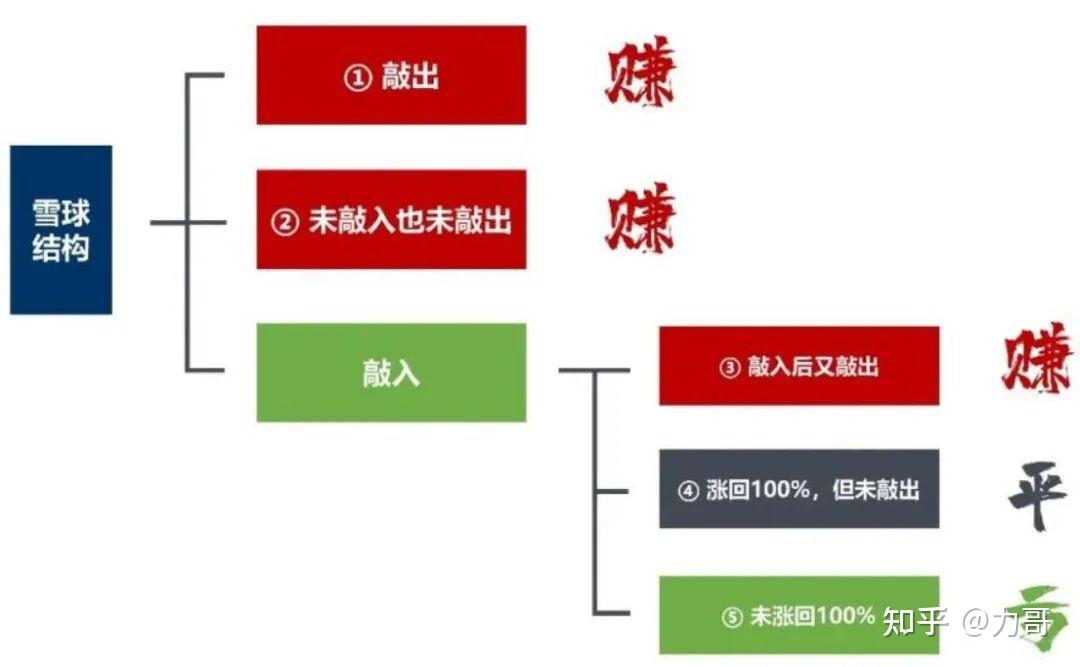 雪球
结构
① 敲出
赚
② 未敲入也未敲出
赚
敲入
③ 敲入后又敲出
赚
④ 涨回100%，但未敲出
平
⑤ 未涨回100%
亏
知乎 @力哥